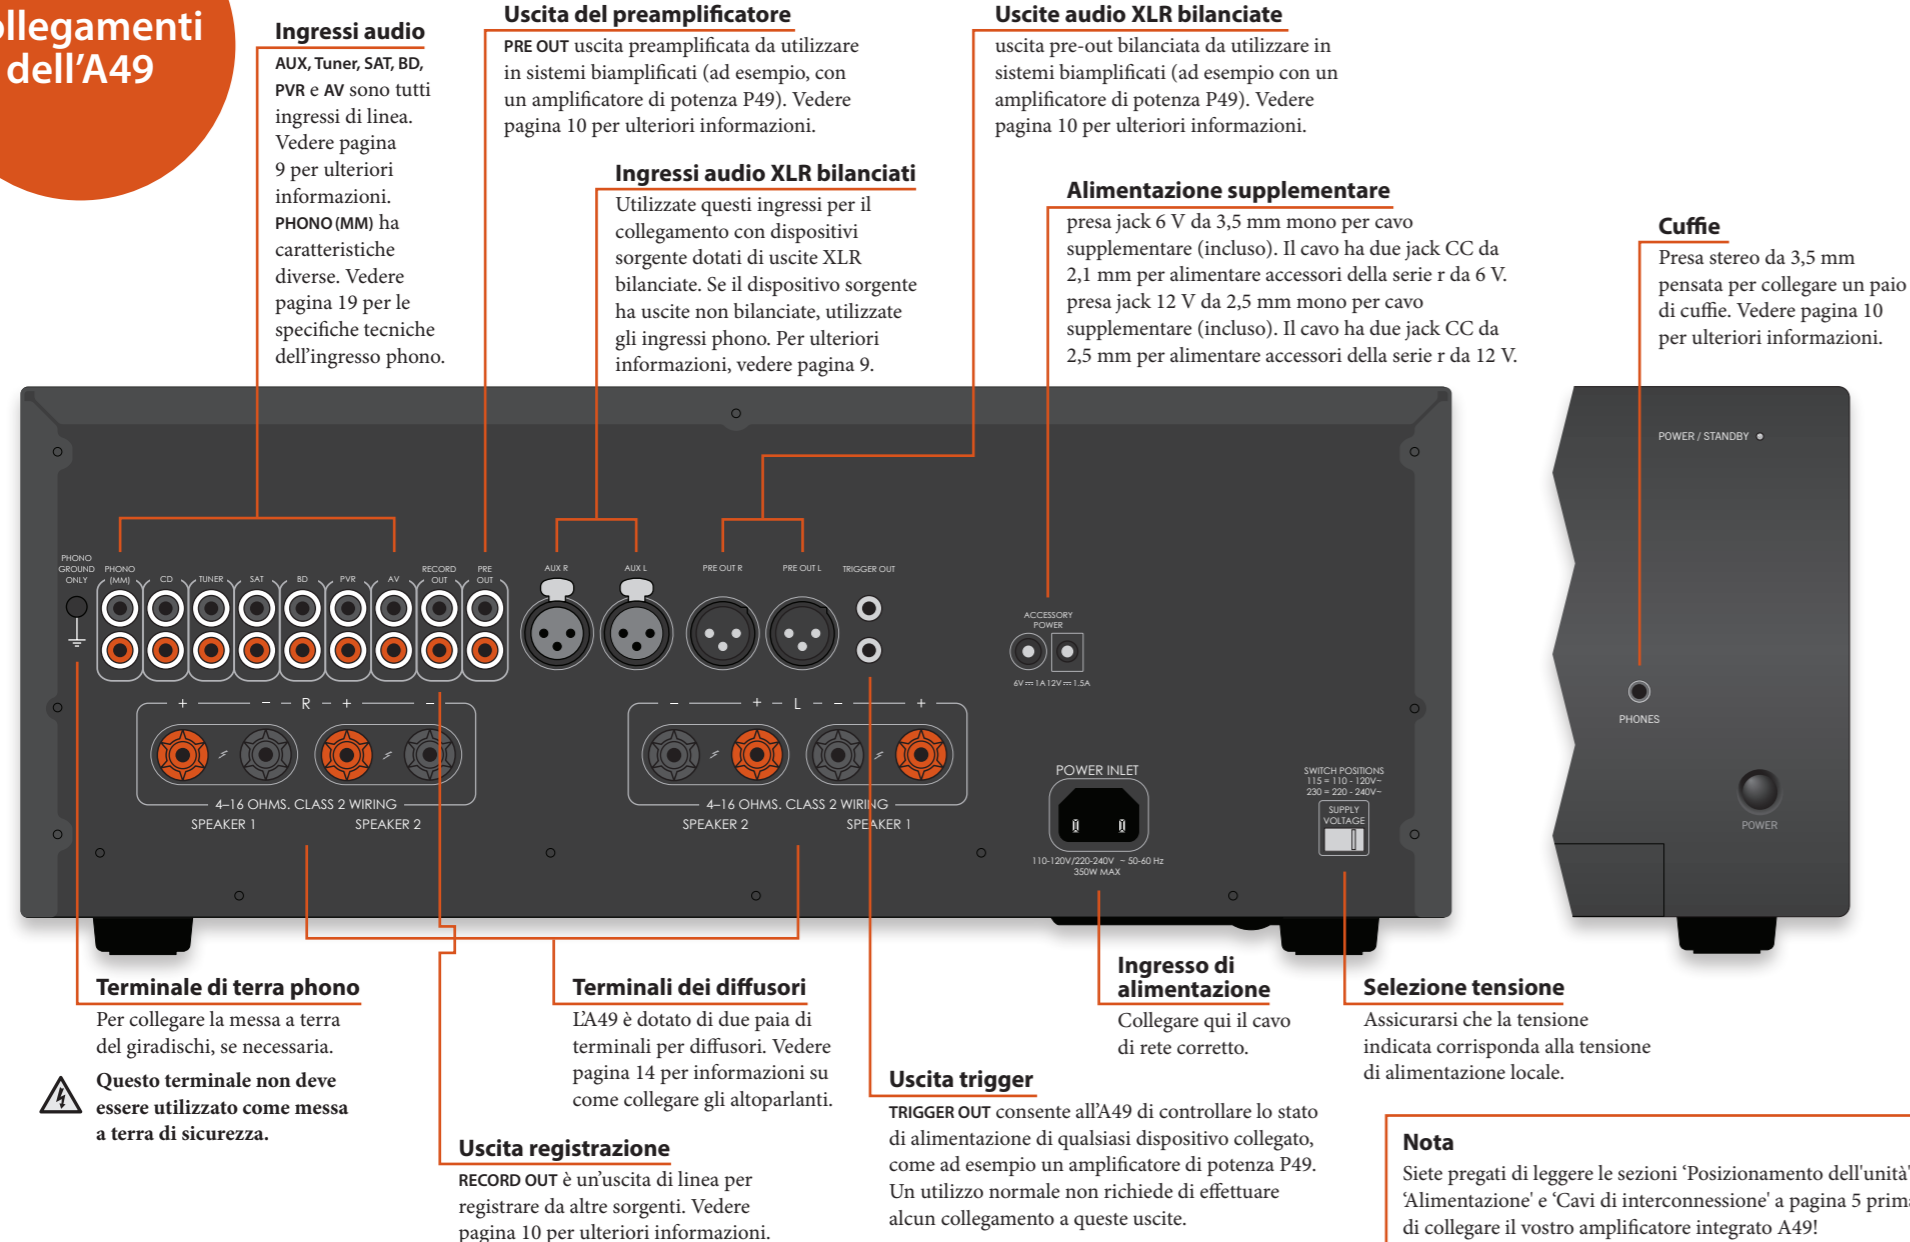 ollegamenti
dell'A49
Ingressi audio
AUX, Tuner, SAT, BD,
PVR e AV sono tutti
ingressi di linea.
Vedere pagina
9 per ulteriori
informazioni.
PHONO (MM) ha
caratteristiche
diverse. Vedere
pagina 19 per le
specifiche tecniche
dell'ingresso phono.
Uscita del preamplificatore
PRE OUT uscita preamplificata da utilizzare
in sistemi biamplificati (ad esempio, con
un amplificatore di potenza P49). Vedere
pagina 10 per ulteriori informazioni.
Ingressi audio XLR bilanciati
Utilizzate questi ingressi per il
collegamento con dispositivi
sorgente dotati di uscite XLR
bilanciate. Se il dispositivo sorgente
ha uscite non bilanciate, utilizzate
gli ingressi phono. Per ulteriori
informazioni, vedere pagina 9.
Uscite audio XLR bilanciate
uscita pre-out bilanciata da utilizzare in
sistemi biamplificati (ad esempio con un
amplificatore di potenza P49). Vedere
pagina 10 per ulteriori informazioni.
Alimentazione supplementare
presa jack 6 V da 3,5 mm mono per cavo
supplementare (incluso). Il cavo ha due jack CC da
2,1 mm per alimentare accessori della serie r da 6 V.
presa jack 12 V da 2,5 mm mono per cavo
supplementare (incluso). Il cavo ha due jack CC da
2,5 mm per alimentare accessori della serie r da 12 V.
Cuffie
Presa stereo da 3,5 mm
pensata per collegare un paio
di cuffie. Vedere pagina 10
per ulteriori informazioni.
PHONO
GROUND
ONLY
PHONO
(MM)
CD
TUNER
SAT
BD
PVR
AV
RECORD
OUT
PRE
OUT
AUX R
AUX L
PRE OUT R
PRE OUT L
TRIGGER OUT
ACCESSORY
POWER
6V ⎓ 1A 12V ⎓ 1.5A
+ − − R − + −
− + − L − − +
4–16 OHMS. CLASS 2 WIRING
SPEAKER 1 SPEAKER 2
4–16 OHMS. CLASS 2 WIRING
SPEAKER 2 SPEAKER 1
POWER INLET
110-120V/220-240V ~ 50-60 Hz
350W MAX
SWITCH POSITIONS
115 = 110 - 120V~
230 = 220 - 240V~
SUPPLY
VOLTAGE
POWER / STANDBY
PHONES
POWER
Terminale di terra phono
Per collegare la messa a terra
del giradischi, se necessaria.
Questo terminale non deve
essere utilizzato come messa
a terra di sicurezza.
Uscita registrazione
RECORD OUT è un'uscita di linea per
registrare da altre sorgenti. Vedere
pagina 10 per ulteriori informazioni.
Terminali dei diffusori
L'A49 è dotato di due paia di
terminali per diffusori. Vedere
pagina 14 per informazioni su
come collegare gli altoparlanti.
Uscita trigger
TRIGGER OUT consente all'A49 di controllare lo stato
di alimentazione di qualsiasi dispositivo collegato,
come ad esempio un amplificatore di potenza P49.
Un utilizzo normale non richiede di effettuare
alcun collegamento a queste uscite.
Ingresso di
alimentazione
Collegare qui il cavo
di rete corretto.
Selezione tensione
Assicurarsi che la tensione
indicata corrisponda alla tensione
di alimentazione locale.
Nota
Siete pregati di leggere le sezioni 'Posizionamento dell'unità'
'Alimentazione' e 'Cavi di interconnessione' a pagina 5 prima
di collegare il vostro amplificatore integrato A49!